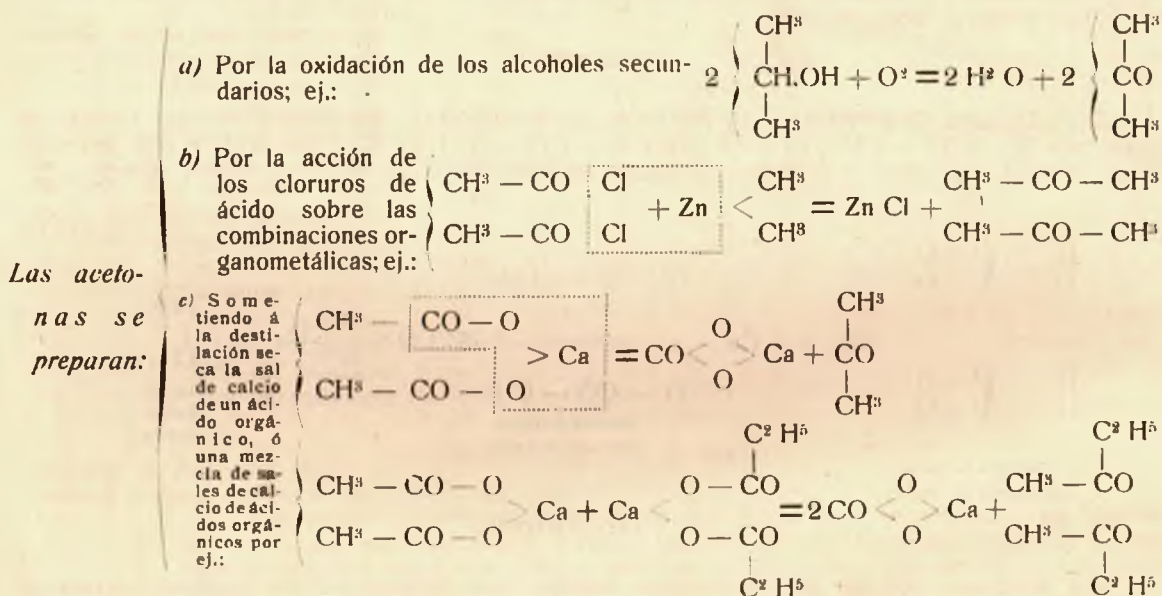 Las aceto-
nas se
preparan:
a) Por la oxidación de los alcoholes secun-
darios; ej.:
CH³
2 CH.OH + O² = 2 H² O + 2 CO
CH³
CH³
CH³
b) Por la acción de
los cloruros de
ácido sobre las
combinaciones or-
ganometálicas; ej.:
CH³ — CO Cl CH³ CH³ — CO — CH³
+ Zn < = Zn Cl +
CH³ — CO Cl CH³ CH³ — CO — CH³
c) Some-
tiendo á
la desti-
lación se-
ca la sal
de calcio
de un áci-
do orgá-
nico, ó
una mez-
cla de sa-
les de cal-
cio de áci-
dos orgá-
nicos por
ej.:
CH³ — CO — O O CH³
> Ca = CO < > Ca + CO
CH³ — CO — O O CH³
C² H⁵ C² H⁵
CH³ — CO — O O — CO O CH³ — CO
> Ca + Ca < = 2 CO < > Ca +
CH³ — CO — O O — CO O CH³ — CO
C² H⁵ C² H⁵